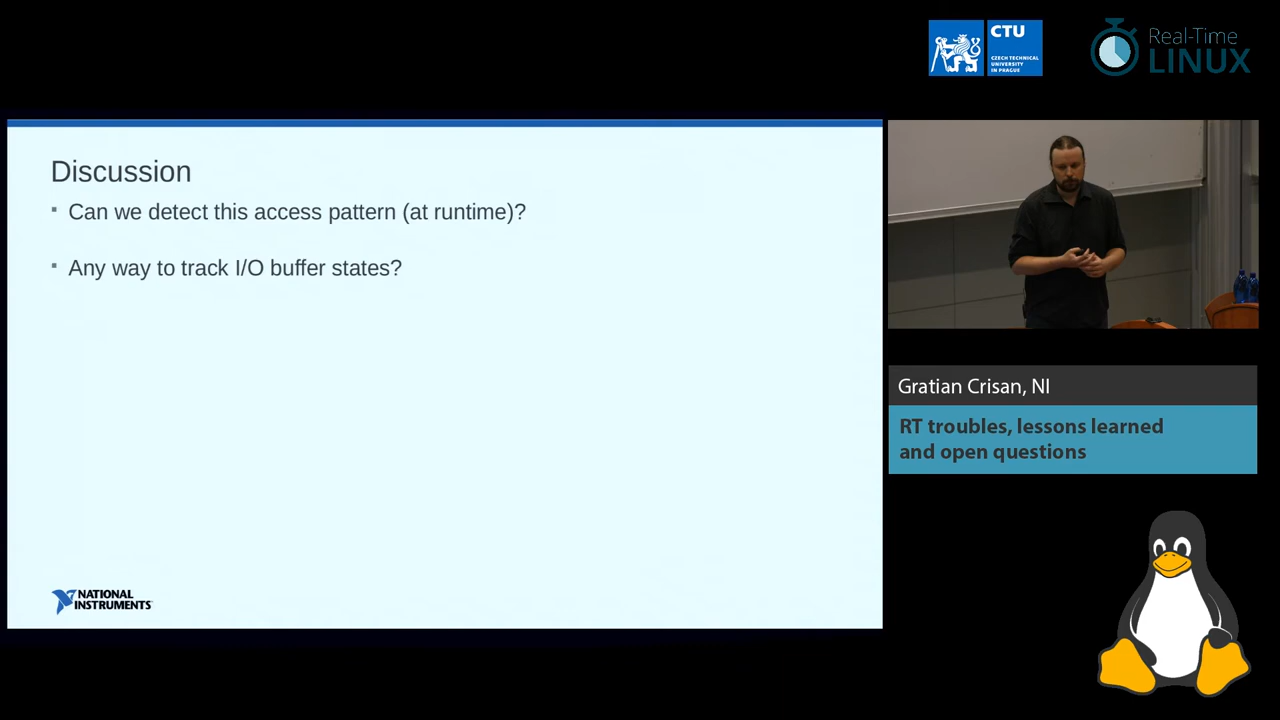 CTU
CZECH TECHNICAL
UNIVERSITY
IN PRAGUE
Real-Time
LINUX
Discussion
Can we detect this access pattern (at runtime)?
Any way to track I/O buffer states?
NATIONAL
INSTRUMENTS
Gratian Crisan, NI
RT troubles, lessons learned
and open questions